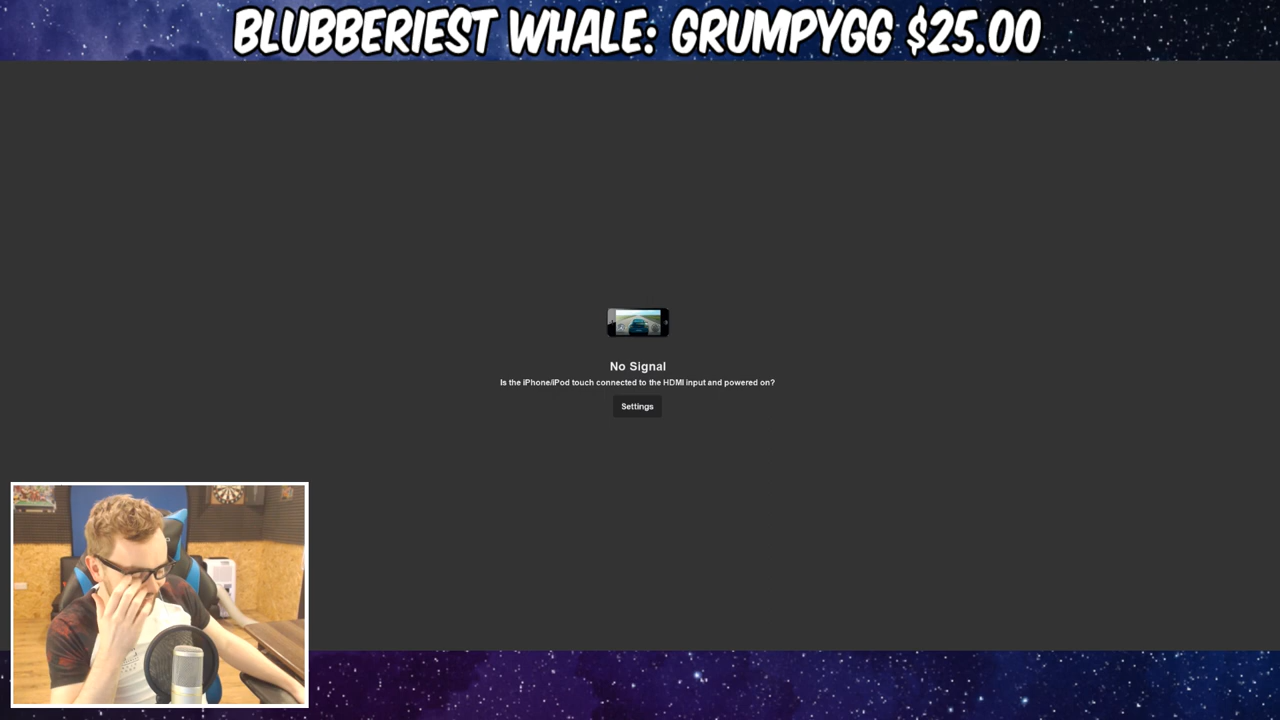 BLUBBERIEST WHALE: GRUMPYGG $25.00
No Signal
Is the iPhone/iPod touch connected to the HDMI input and powered on?
Settings